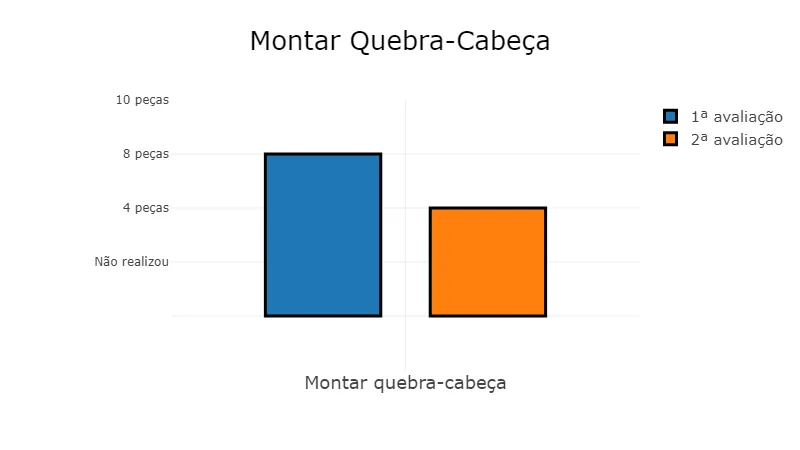 Montar Quebra-Cabeça
10 peças
8 peças
4 peças
Não realizou
Montar quebra-cabeça
1ª avaliação
2ª avaliação